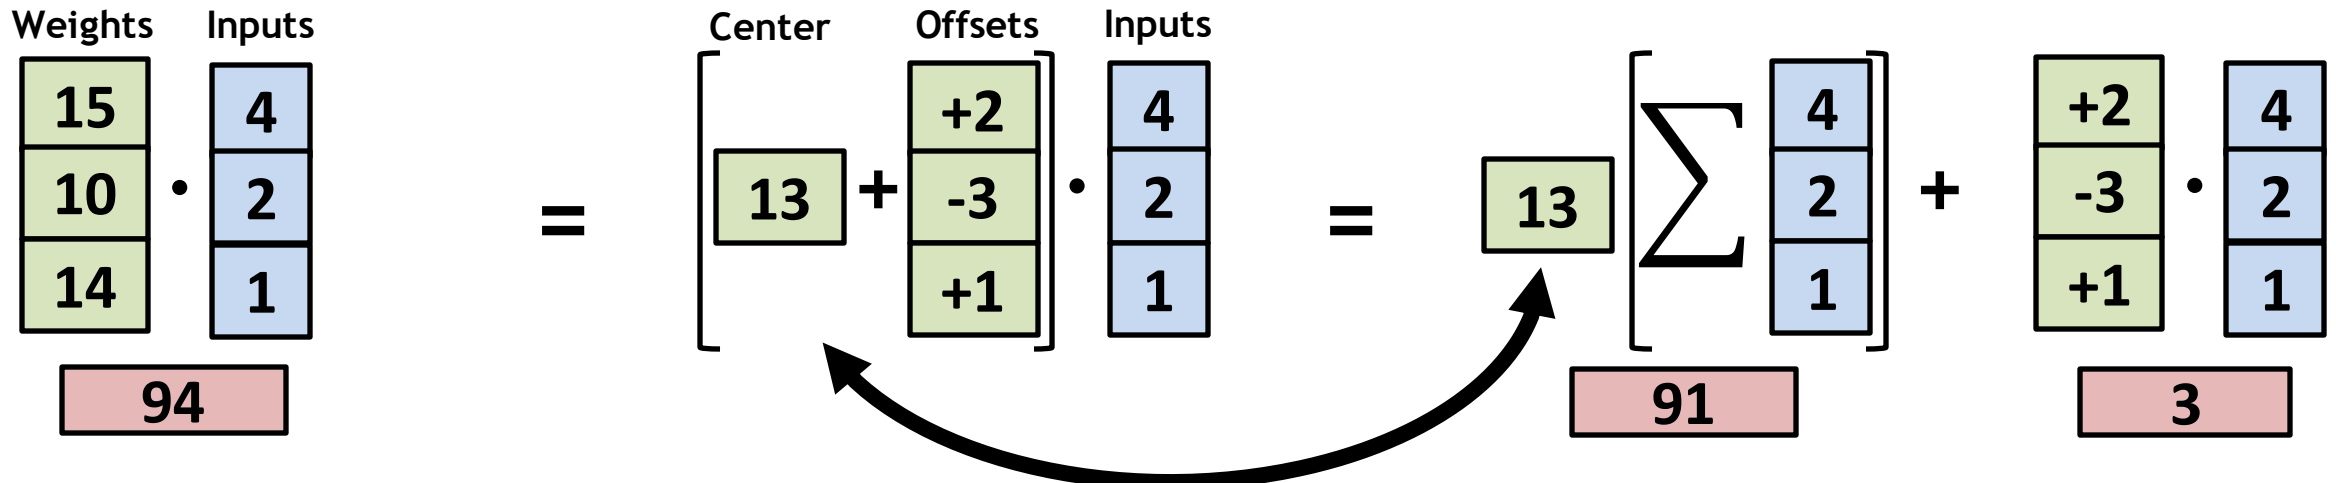 Weights Inputs Center Offsets Inputs
15 4 +2 4 4 +2 4
10 · 2 = [ 13 + -3 ] · 2 = 13 [ ∑ 2 ] + -3 · 2
14 1 +1 1 1 +1 1
94 91 3